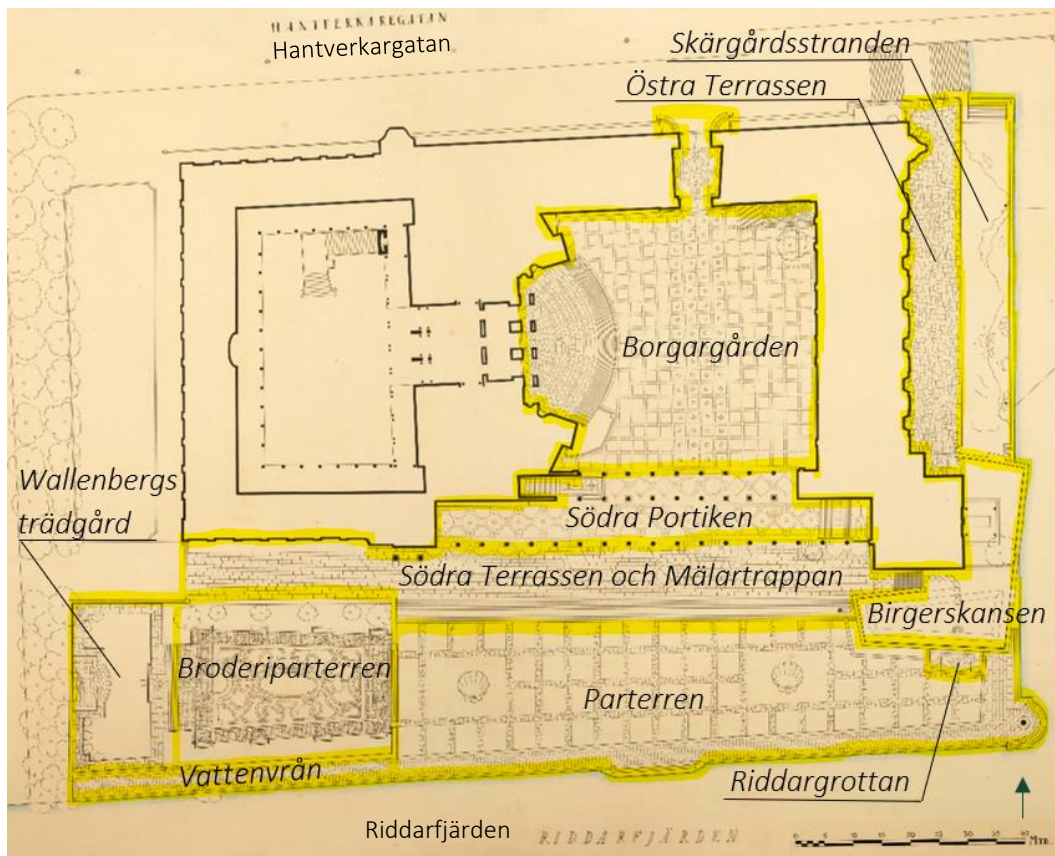 HANTVERKAREGATAN
Hantverkargatan
Skärgårdsstranden
Östra Terrassen
Borgargården
Wallenbergs
trädgård
Södra Portiken
Södra Terrassen och Mälartrappan
Birgerskansen
Broderiparterren
Parterren
Vattenvrån
Riddargrottan
Riddarfjärden
RIDDARFJÄRDEN
0 5 10 15 20 25 30 35 40 Mtr.